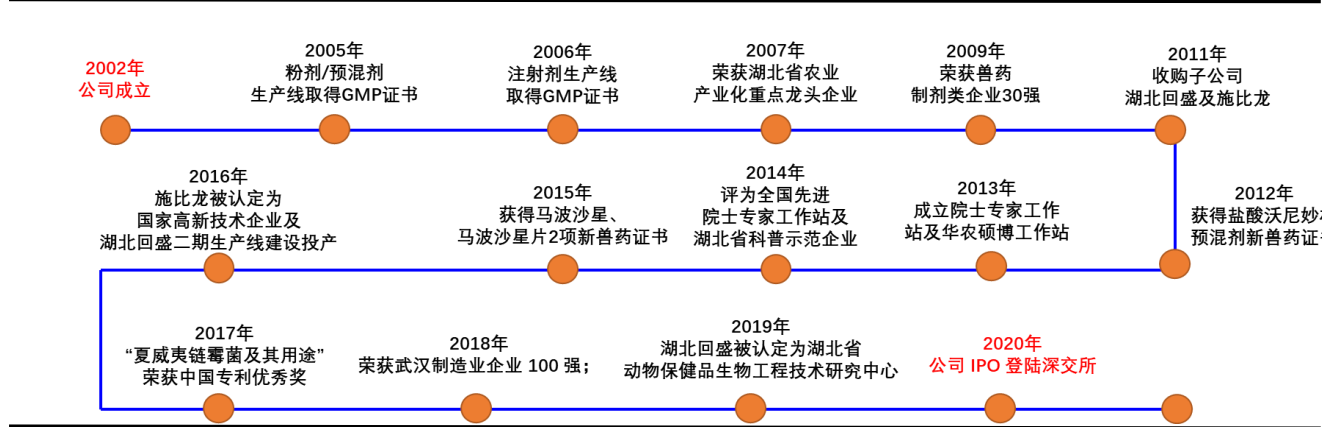 2002年
公司成立
2005年
粉剂/预混剂
生产线取得GMP证书
2006年
注射剂生产线
取得GMP证书
2007年
荣获湖北省农业
产业化重点龙头企业
2009年
荣获兽药
制剂类企业30强
2011年
收购子公司
湖北回盛及施比龙
2012年
获得盐酸沃尼妙
预混剂新兽药证
2013年
成立院士专家工作
站及华农硕博工作站
2014年
评为全国先进
院士专家工作站及
湖北省科普示范企业
2015年
获得马波沙星、
马波沙星片2项新兽药证书
2016年
施比龙被认定为
国家高新技术企业及
湖北回盛二期生产线建设投产
2017年
“夏威夷链霉菌及其用途”
荣获中国专利优秀奖
2018年
荣获武汉制造业企业 100 强；
2019年
湖北回盛被认定为湖北省
动物保健品生物工程技术研究中心
2020年
公司 IPO 登陆深交所